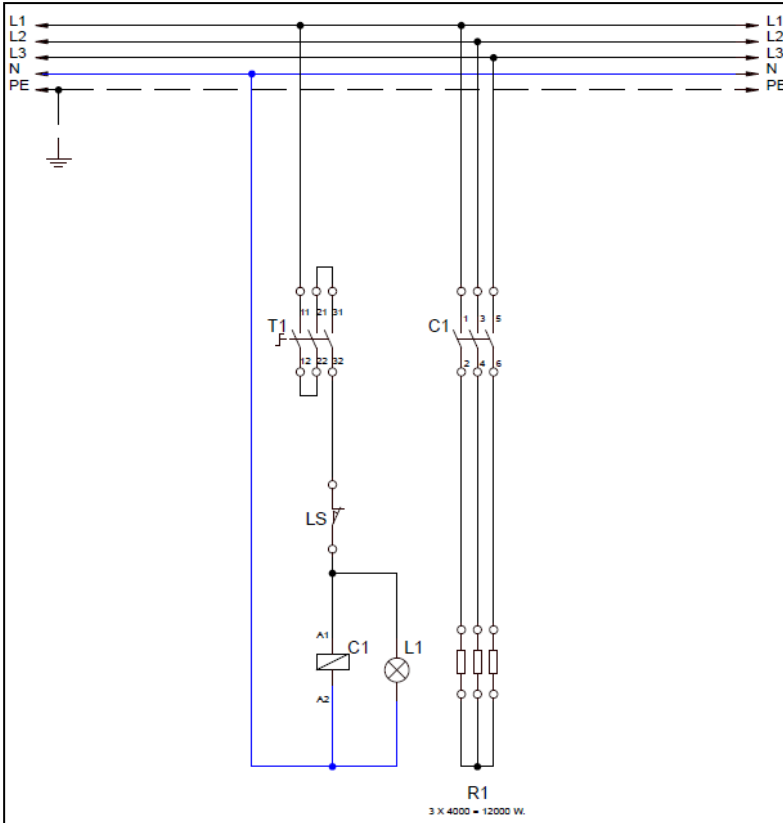 L1 L1
L2 L2
L3 L3
N N
PE PE
11 21 31
T1
12 22 32
C1
1 3 5
2 4 6
LS
A1
C1
L1
A2
R1
3 X 4000 = 12000 W.